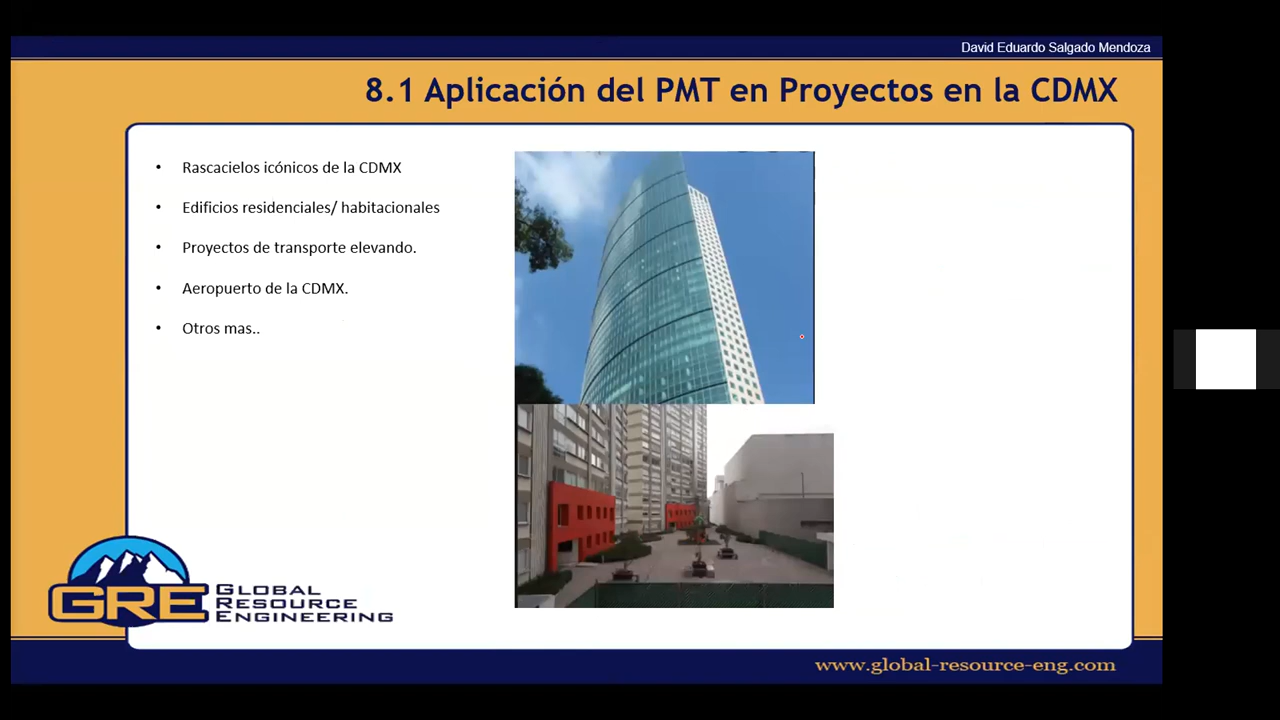 David Eduardo Salgado Mendoza
8.1 Aplicación del PMT en Proyectos en la CDMX
• Rascacielos icónicos de la CDMX
• Edificios residenciales/ habitacionales
• Proyectos de transporte elevando.
• Aeropuerto de la CDMX.
• Otros mas..
GRE
GLOBAL
RESOURCE
ENGINEERING
www.global-resource-eng.com